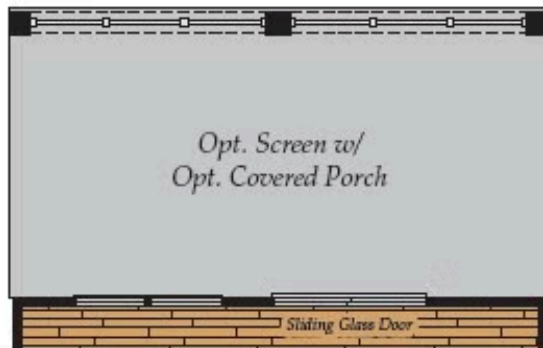 Opt. Screen w/
Opt. Covered Porch
Sliding Glass Door